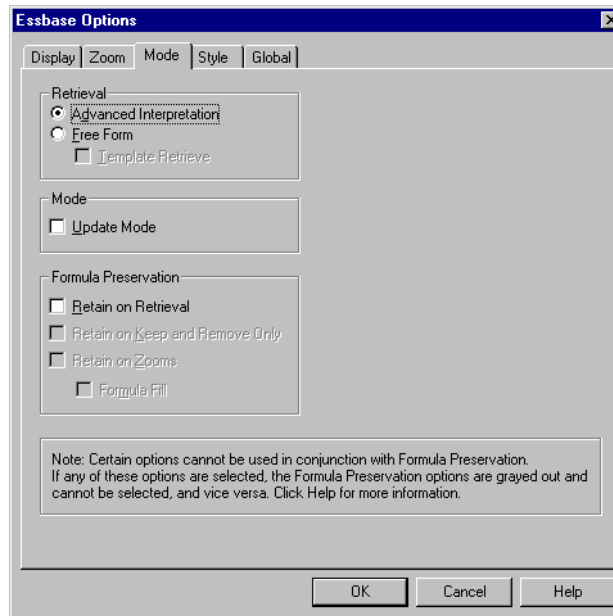 Essbase Options
Display Zoom Mode Style Global
Retrieval
Advanced Interpretation
Free Form
Template Retrieve
Mode
Update Mode
Formula Preservation
Retain on Retrieval
Retain on Keep and Remove Only
Retain on Zooms
Formula Fill
Note: Certain options cannot be used in conjunction with Formula Preservation.
If any of these options are selected, the Formula Preservation options are grayed out and
cannot be selected, and vice versa. Click Help for more information.
OK Cancel Help